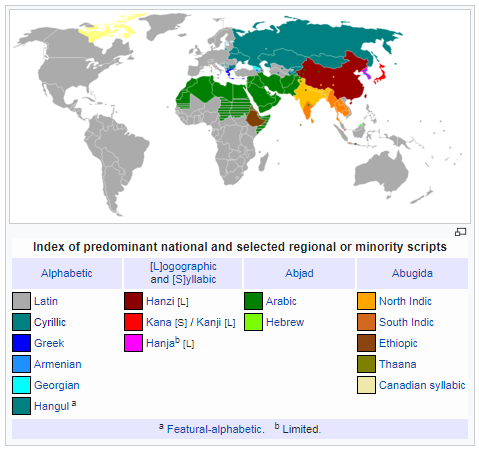 Index of predominant national and selected regional or minority scripts
Alphabetic
[L]ogographic
and [S]yllabic
Abjad
Abugida
Latin
Cyrillic
Greek
Armenian
Georgian
Hangul a
Hanzi [L]
Kana [S] / Kanji [L]
Hanja b [L]
Arabic
Hebrew
North Indic
South Indic
Ethiopic
Thaana
Canadian syllabic
a Featural-alphabetic. b Limited.